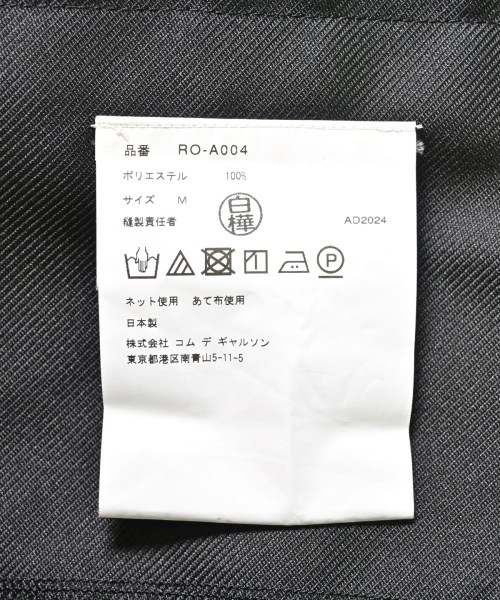 品番 RO-A004
ポリエステル 100%
サイズ M
縫製責任者 白樺 AD2024
P
ネット使用 あて布使用
日本製
株式会社 コム デ ギャルソン
東京都港区南青山5-11-5